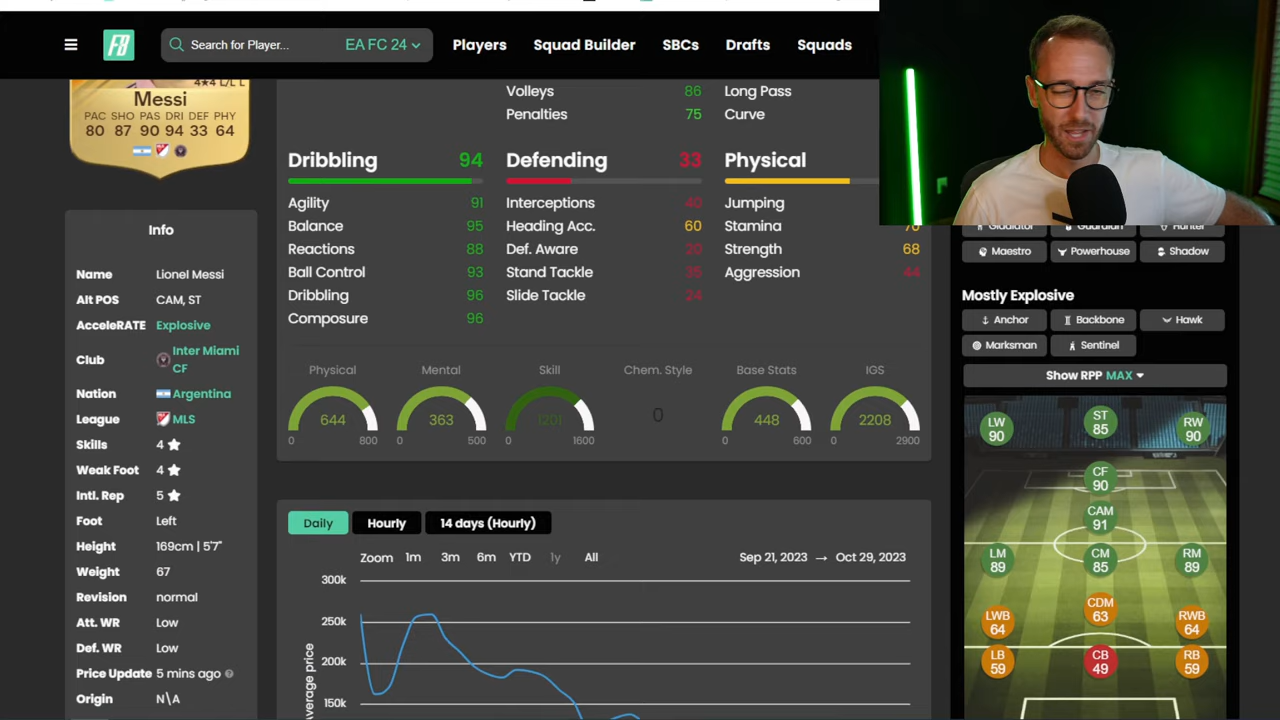 FB
Search for Player...
EA FC 24
Players
Squad Builder
SBCs
Drafts
Squads
4★4 L/L L
Messi
PAC SHO PAS DRI DEF PHY
80 87 90 94 33 64
Volleys 86
Penalties 75
Long Pass
Curve
Dribbling 94
Agility 91
Balance 95
Reactions 88
Ball Control 93
Dribbling 96
Composure 96
Defending 33
Interceptions 40
Heading Acc. 60
Def. Aware 20
Stand Tackle 35
Slide Tackle 24
Physical
Jumping
Stamina 70
Strength 68
Aggression 44
Info
Name Lionel Messi
Alt POS CAM, ST
AcceleRATE Explosive
Club Inter Miami
CF
Nation Argentina
League MLS
Skills 4
Weak Foot 4
Intl. Rep 5
Foot Left
Height 169cm | 5'7"
Weight 67
Revision normal
Att. WR Low
Def. WR Low
Price Update 5 mins ago
Origin N\A
Physical
644
0 800
Mental
363
0 500
Skill
1201
0 1600
Chem. Style
0
Base Stats
448
0 600
IGS
2208
0 2900
Daily
Hourly
14 days (Hourly)
Zoom 1m 3m 6m YTD 1y All
Sep 21, 2023 → Oct 29, 2023
300k
250k
200k
150k
Average price
Gladiator Guardian Hunter
Maestro Powerhouse Shadow
Mostly Explosive
Anchor Backbone Hawk
Marksman Sentinel
Show RPP MAX
LW
90
ST
85
RW
90
CF
90
CAM
91
LM
89
CM
85
RM
89
LWB
64
CDM
63
RWB
64
LB
59
CB
49
RB
59